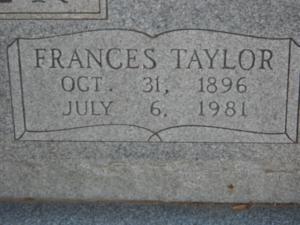 FRANCES TAYLOR
OCT. 31, 1896
JULY 6, 1981